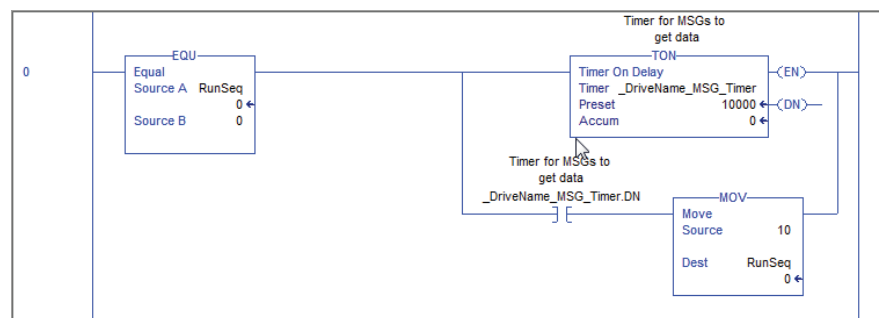 Timer for MSGs to
get data
0
EQU
Equal
Source A RunSeq
0
Source B 0
TON
Timer On Delay
Timer _DriveName_MSG_Timer
Preset 10000
Accum 0
EN
DN
Timer for MSGs to
get data
_DriveName_MSG_Timer.DN
MOV
Move
Source 10
Dest RunSeq
0